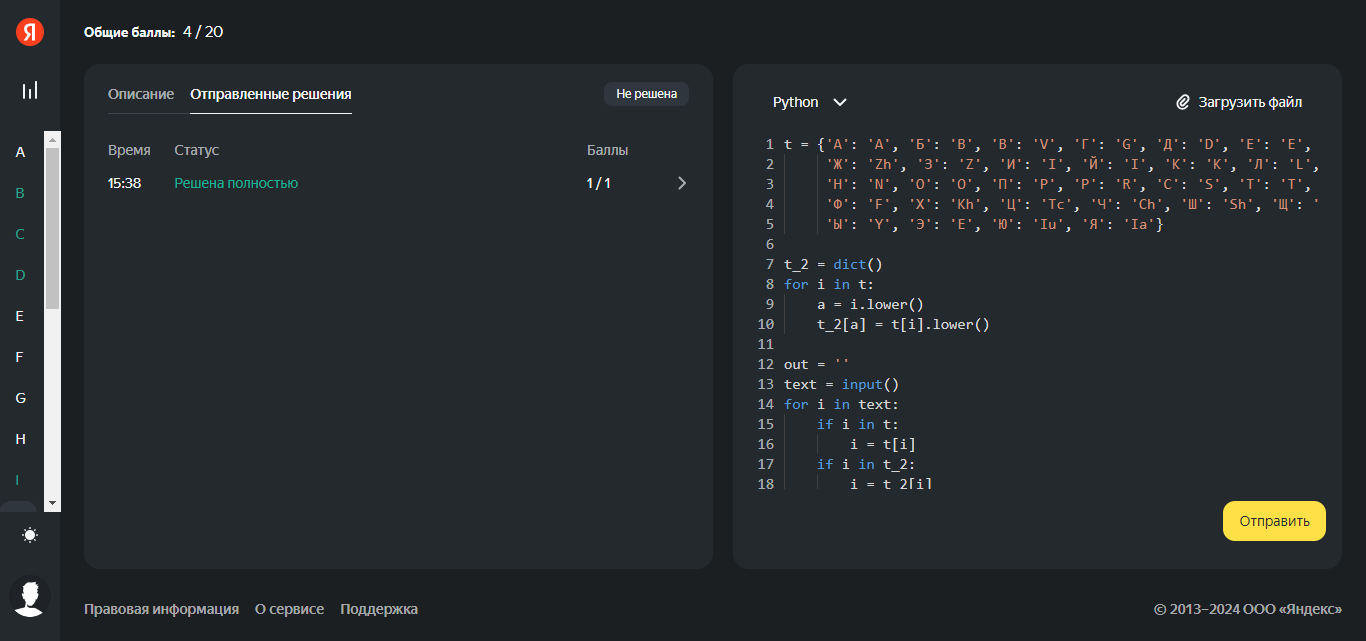 Я
Общие баллы: 4 / 20
Описание Отправленные решения Не решена
Время Статус Баллы
15:38 Решена полностью 1 / 1
A
B
C
D
E
F
G
H
I
Python Загрузить файл
1 t = {'А': 'A', 'Б': 'B', 'В': 'V', 'Г': 'G', 'Д': 'D', 'Е': 'E',
2 'Ж': 'Zh', 'З': 'Z', 'И': 'I', 'Й': 'I', 'К': 'K', 'Л': 'L',
3 'Н': 'N', 'О': 'O', 'П': 'P', 'Р': 'R', 'С': 'S', 'Т': 'T',
4 'Ф': 'F', 'Х': 'Kh', 'Ц': 'Tc', 'Ч': 'Ch', 'Ш': 'Sh', 'Щ': '
5 'Ы': 'Y', 'Э': 'E', 'Ю': 'Iu', 'Я': 'Ia'}
6
7 t_2 = dict()
8 for i in t:
9 a = i.lower()
10 t_2[a] = t[i].lower()
11
12 out = ''
13 text = input()
14 for i in text:
15 if i in t:
16 i = t[i]
17 if i in t_2:
18 i = t_2[i]
Отправить
Правовая информация О сервисе Поддержка © 2013–2024 ООО «Яндекс»